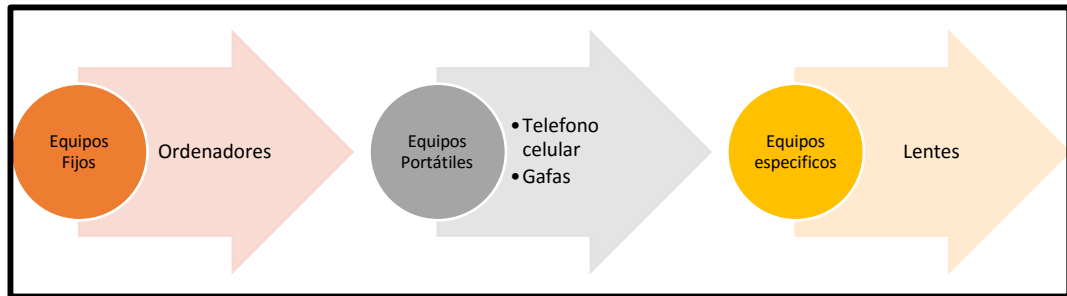 Equipos
Fijos
Ordenadores
Equipos
Portátiles
•Telefono
celular
•Gafas
Equipos
especificos
Lentes